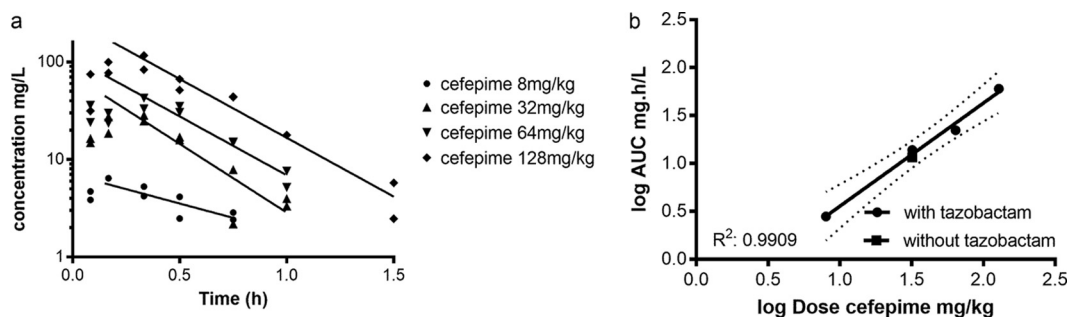 a
concentration mg/L
100
10
1
0.0
0.5
1.0
1.5
Time (h)
cefepime 8mg/kg
cefepime 32mg/kg
cefepime 64mg/kg
cefepime 128mg/kg
b
log AUC mg.h/L
2.5
2.0
1.5
1.0
0.5
0.0
R²: 0.9909
with tazobactam
without tazobactam
0.0
0.5
1.0
1.5
2.0
2.5
log Dose cefepime mg/kg